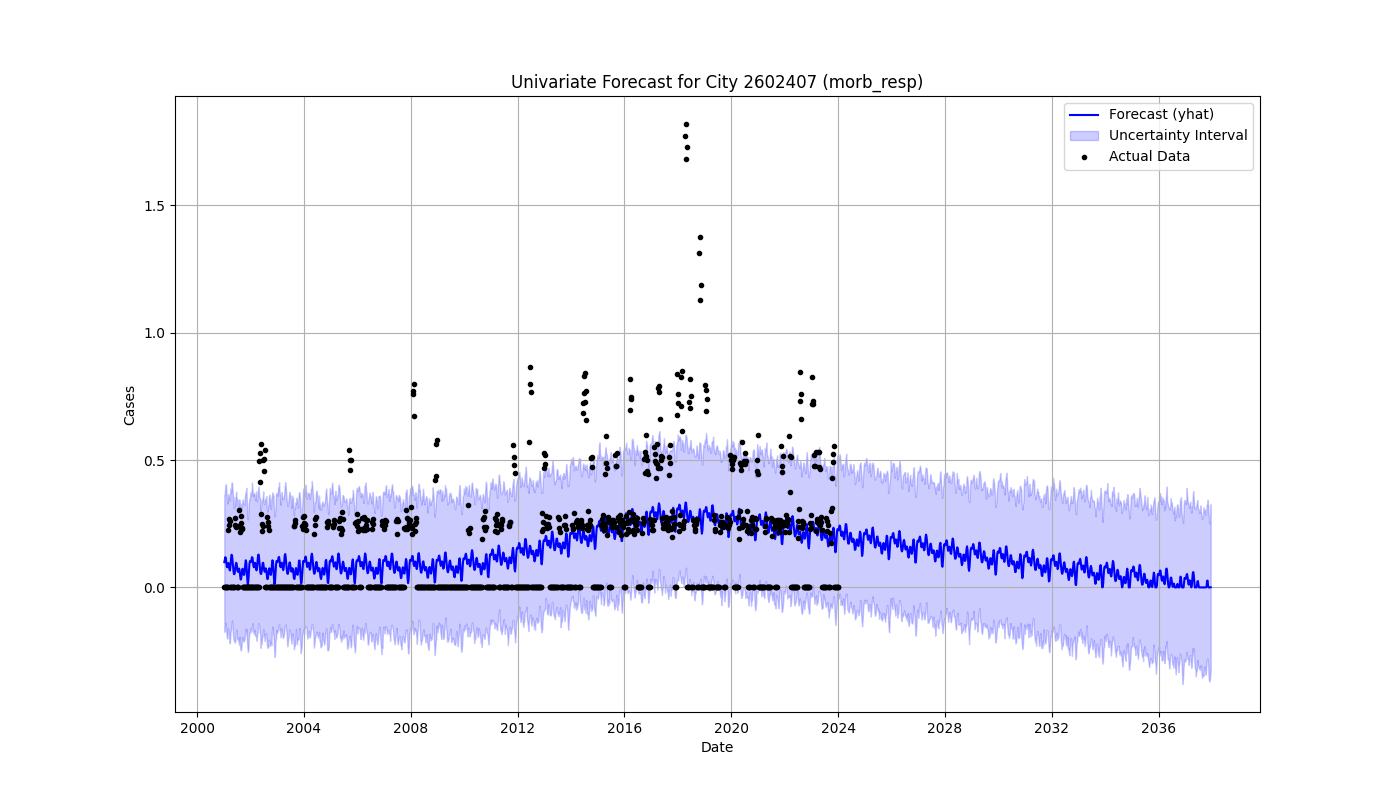 Univariate Forecast for City 2602407 (morb_resp)
Forecast (yhat)
Uncertainty Interval
Actual Data
1.5
1.0
0.5
0.0
Cases
2000 2004 2008 2012 2016 2020 2024 2028 2032 2036
Date